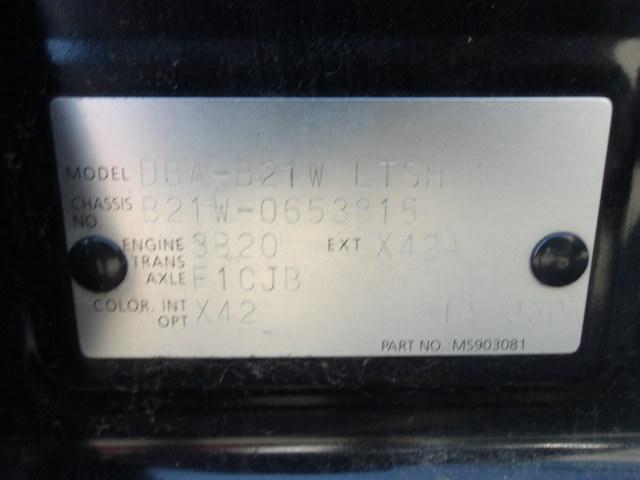 MODEL DBA-B21W LTSH 1
CHASSIS NO B21W-0653815
ENGINE 3B20 EXT X42A
TRANS AXLE F1CJB
COLOR. INT OPT X42
PART NO. MS903081